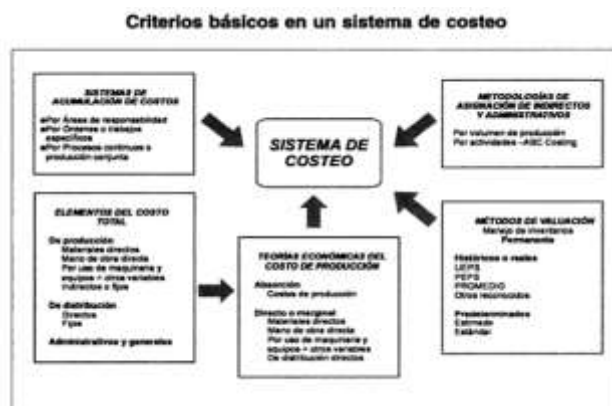 Criterios básicos en un sistema de costeo
SISTEMAS DE
ACUMULACIÓN DE COSTOS
Por Áreas de responsabilidad
Por Órdenes o trabajos
específicos
Por Procesos continuos o
producción conjunta
SISTEMA DE
COSTEO
METODOLOGÍAS DE
ASIGNACIÓN DE INDIRECTOS
Y ADMINISTRATIVOS
Por volumen de producción
Por actividades -ABC Costing
ELEMENTOS DEL COSTO
TOTAL
De producción
Materiales directos
Mano de obra directa
Por uso de maquinaria y
equipos + otros variables
Indirectos o fijos
De distribución
Directos
Fijos
Administrativos y generales
TEORÍAS ECONÓMICAS DEL
COSTO DE PRODUCCIÓN
Absorción
Costos de producción
Directo o marginal
Materiales directos
Mano de obra directa
Por uso de maquinaria y
equipos + otros variables
De distribución directos
MÉTODOS DE VALUACIÓN
Manejo de inventarios
Permanente
Históricos o reales
UEPS
PEPS
PROMEDIO
Otros reconocidos
Predeterminados
Estimado
Estándar